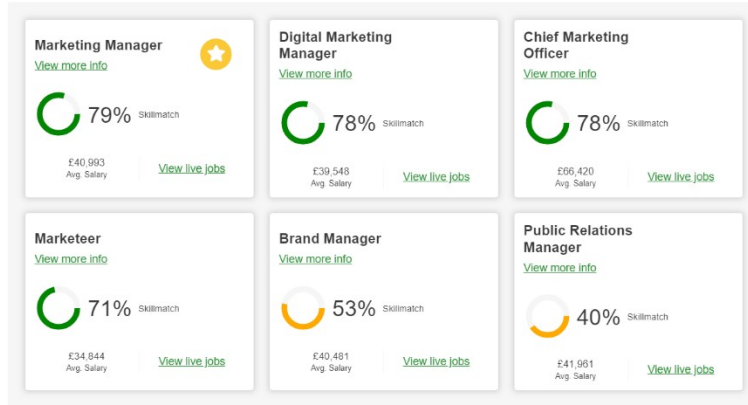 Marketing Manager
View more info
79% Skillmatch
£40,993
Avg. Salary
View live jobs
Digital Marketing
Manager
View more info
78% Skillmatch
£39,548
Avg. Salary
View live jobs
Chief Marketing
Officer
View more info
78% Skillmatch
£66,420
Avg. Salary
View live jobs
Marketeer
View more info
71% Skillmatch
£34,844
Avg. Salary
View live jobs
Brand Manager
View more info
53% Skillmatch
£40,481
Avg. Salary
View live jobs
Public Relations
Manager
View more info
40% Skillmatch
£41,961
Avg. Salary
View live jobs